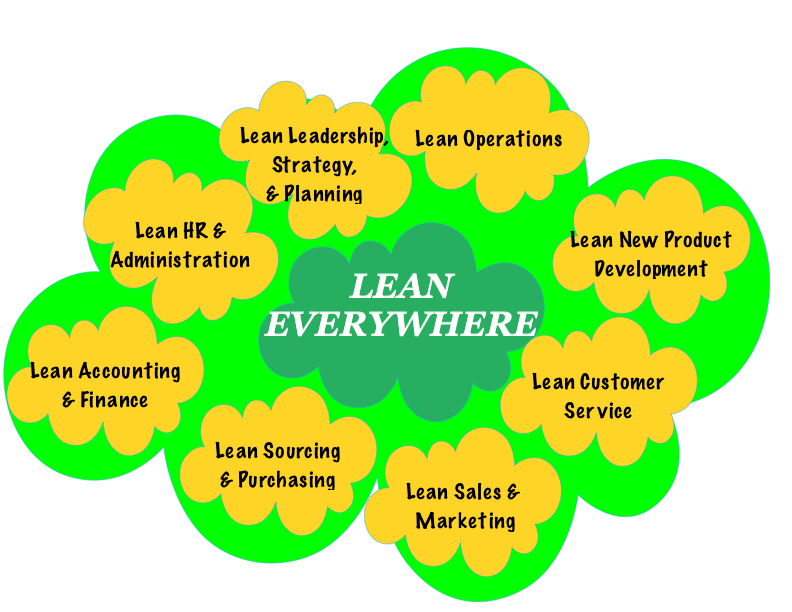 Lean Leadership,
Strategy,
& Planning
Lean Operations
Lean HR &
Administration
Lean New Product
Development
LEAN
EVERYWHERE
Lean Accounting
& Finance
Lean Customer
Service
Lean Sourcing
& Purchasing
Lean Sales &
Marketing